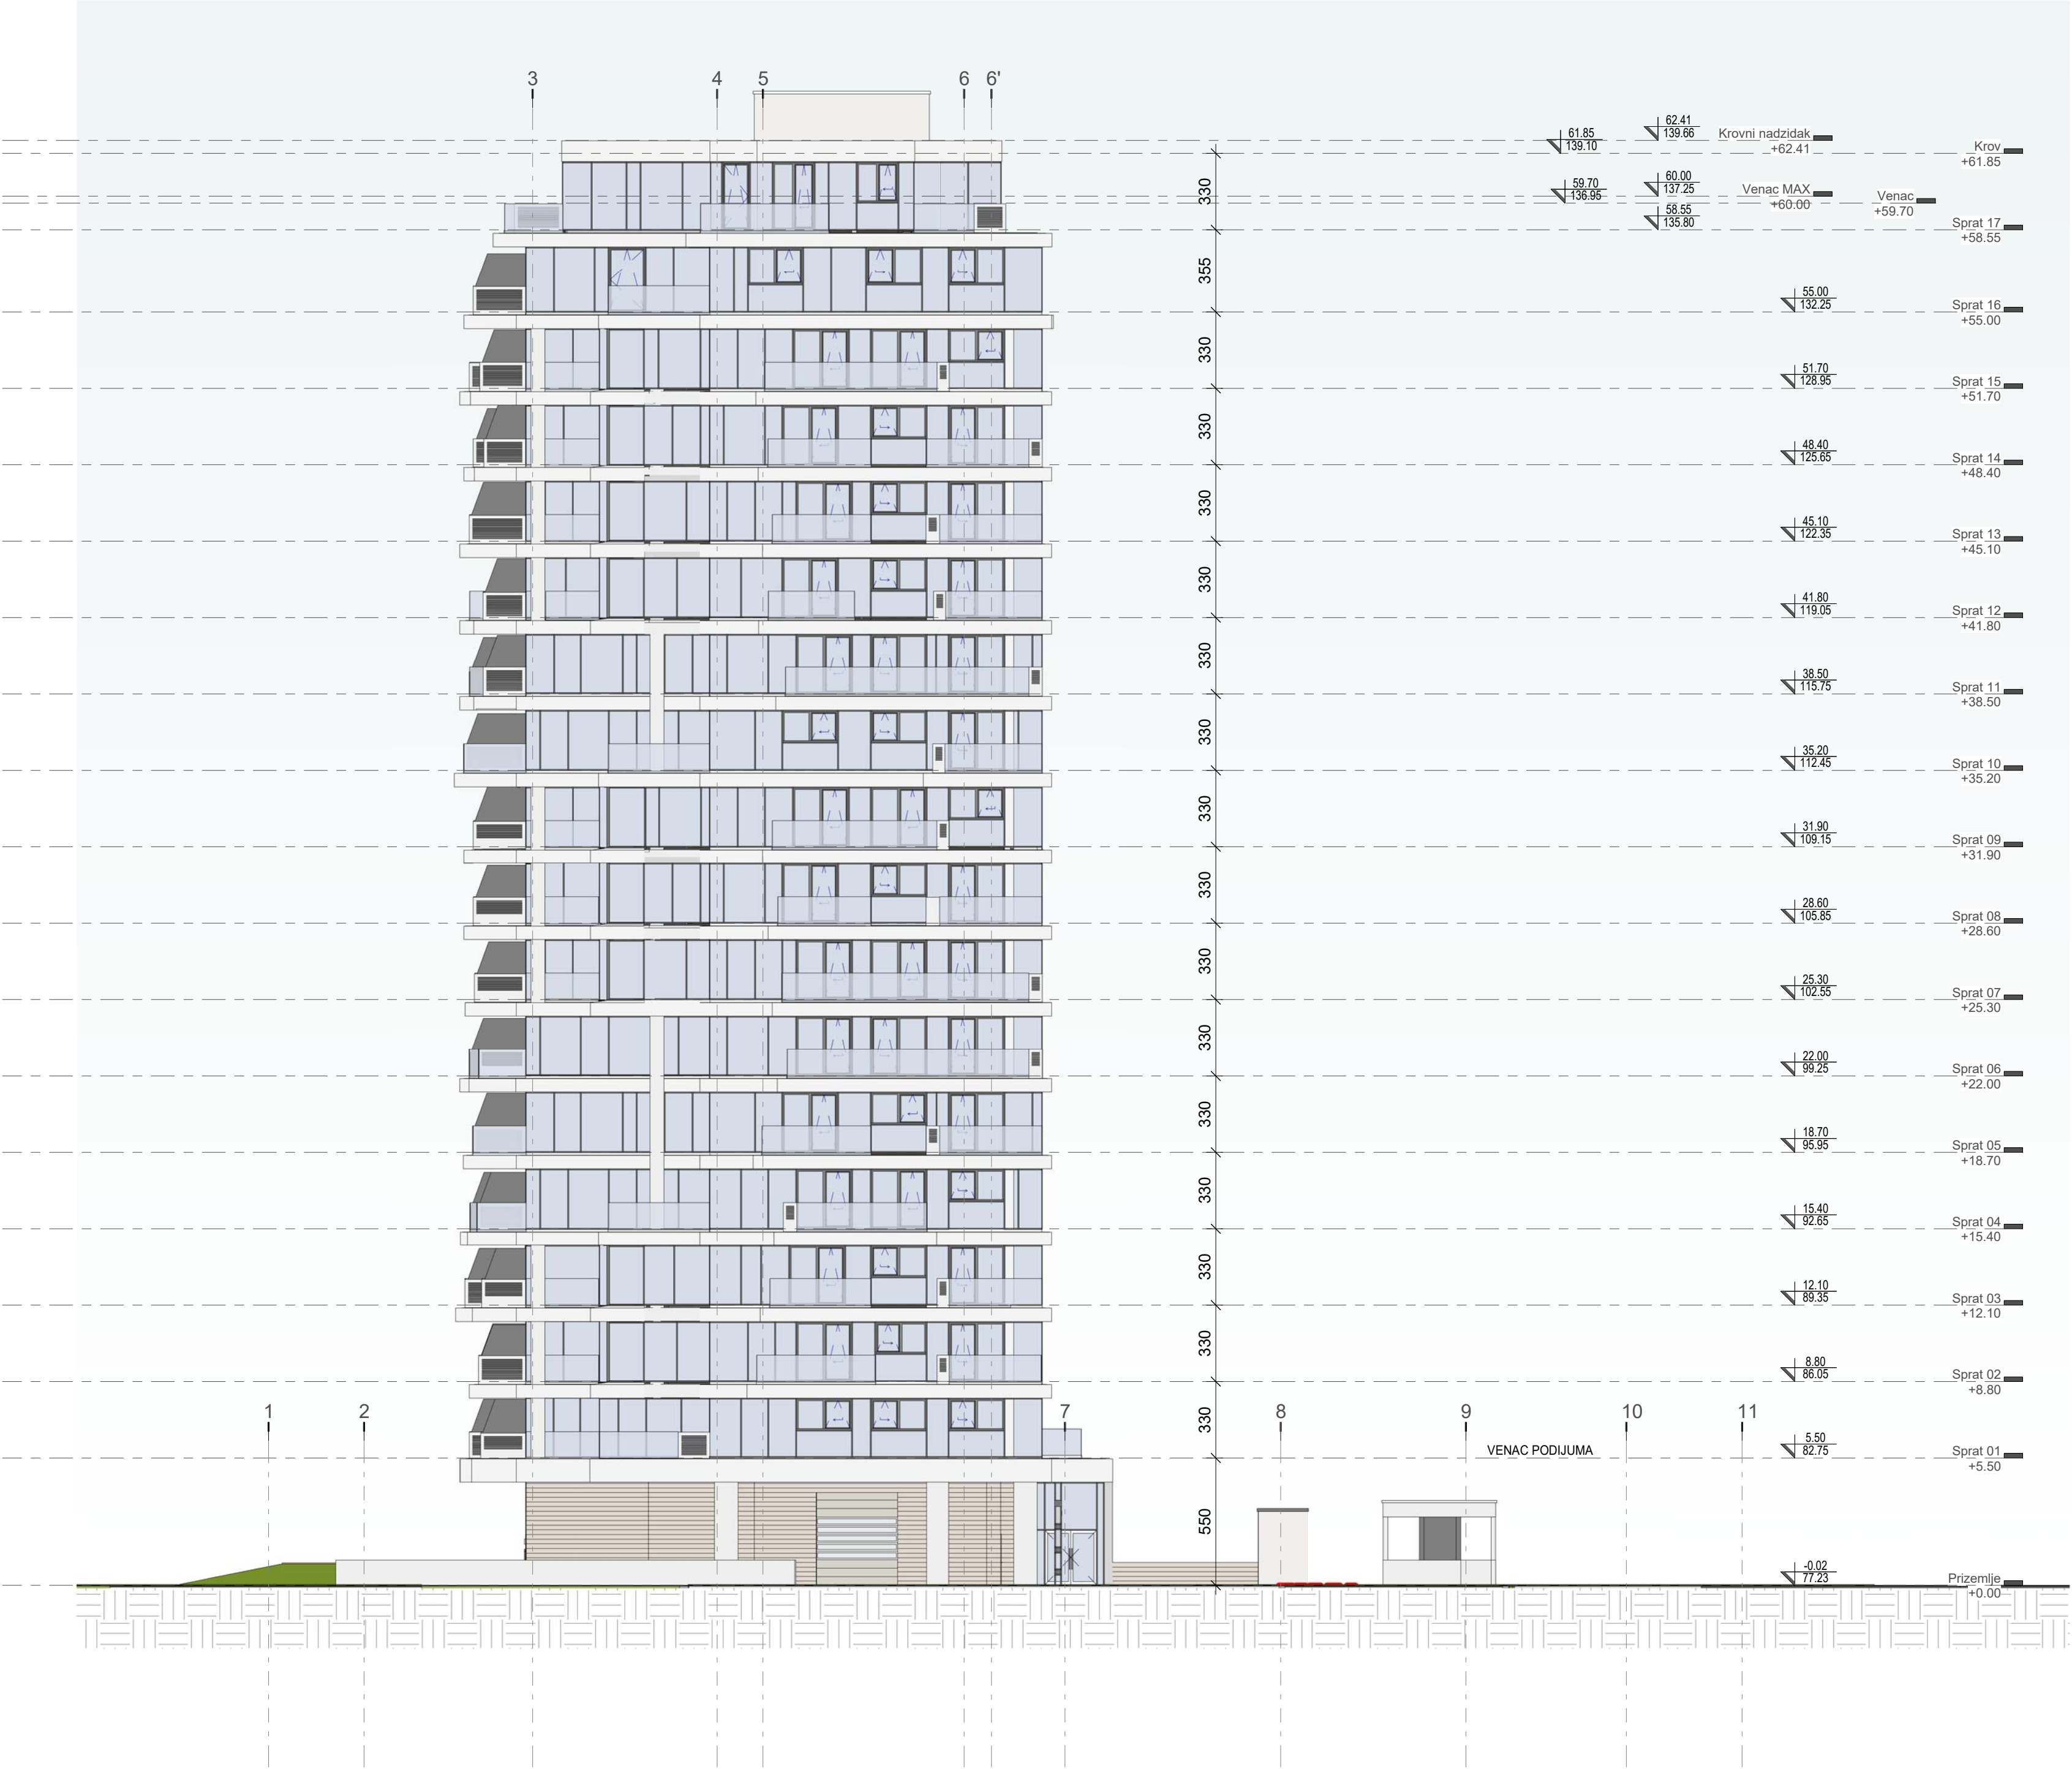 3 4 5 6 6'
62.41
61.85 139.66 Krovni nadzidak
139.10 +62.41 Krov
+61.85
330
60.00
59.70 137.25 Venac MAX
136.95 +60.00 Venac
58.55 +59.70
135.80 Sprat 17
+58.55
355
55.00
132.25 Sprat 16
+55.00
330
51.70
128.95 Sprat 15
+51.70
330
48.40
125.65 Sprat 14
+48.40
330
45.10
122.35 Sprat 13
+45.10
330
41.80
119.05 Sprat 12
+41.80
330
38.50
115.75 Sprat 11
+38.50
330
35.20
112.45 Sprat 10
+35.20
330
31.90
109.15 Sprat 09
+31.90
330
28.60
105.85 Sprat 08
+28.60
330
25.30
102.55 Sprat 07
+25.30
330
22.00
99.25 Sprat 06
+22.00
330
18.70
95.95 Sprat 05
+18.70
330
15.40
92.65 Sprat 04
+15.40
330
12.10
89.35 Sprat 03
+12.10
330
8.80
86.05 Sprat 02
+8.80
1 2 330 7 8 9 10 11
5.50
VENAC PODIJUMA 82.75 Sprat 01
+5.50
550
-0.02
77.23 Prizemlje
+0.00